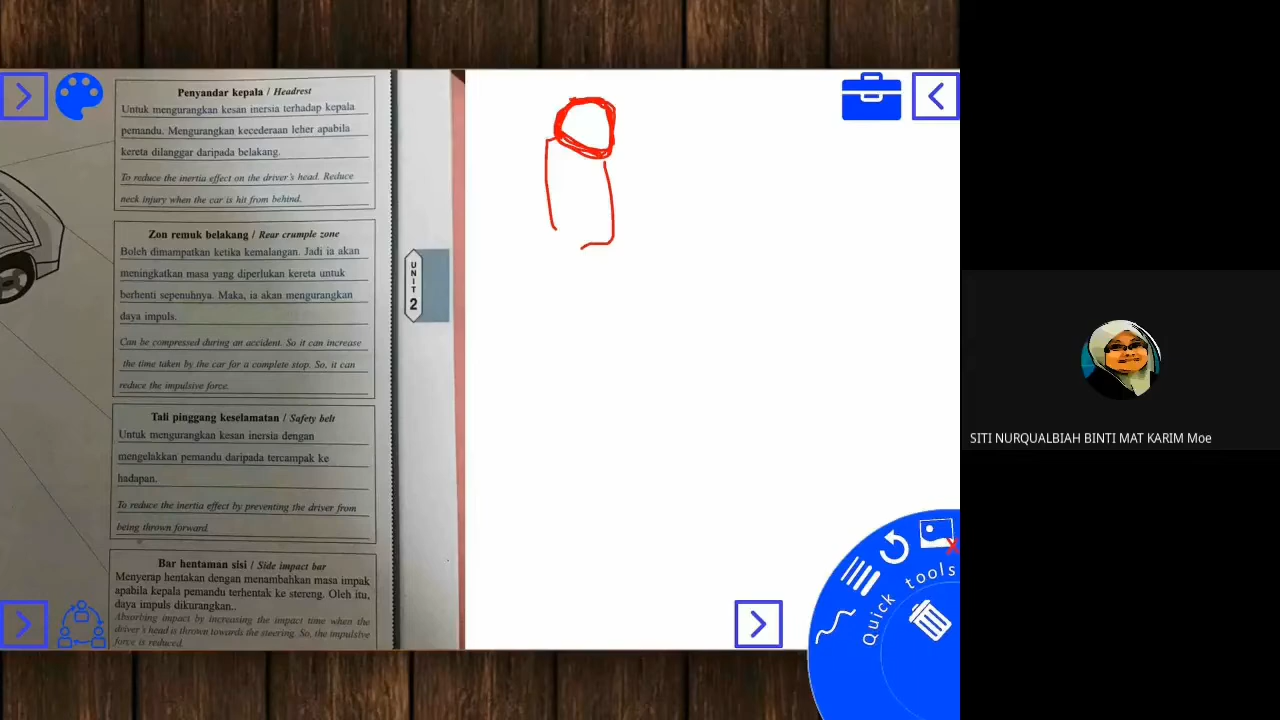 Penyandar kepala / Headrest
Untuk mengurangkan kesan inersia terhadap kepala
pemandu. Mengurangkan kecederaan leher apabila
kereta dilanggar daripada belakang.
To reduce the inertia effect on the driver's head. Reduce
neck injury when the car is hit from behind.
Zon remuk belakang / Rear crumple zone
Boleh dimampatkan ketika kemalangan. Jadi ia akan
meningkatkan masa yang diperlukan kereta untuk
berhenti sepenuhnya. Maka, ia akan mengurangkan
daya impuls.
Can be compressed during an accident. So it can increase
the time taken by the car for a complete stop. So, it can
reduce the impulsive force.
Tali pinggang keselamatan / Safety belt
Untuk mengurangkan kesan inersia dengan
mengelakkan pemandu daripada tercampak ke
hadapan.
To reduce the inertia effect by preventing the driver from
being thrown forward.
Bar hentaman sisi / Side impact bar
Menyerap hentakan dengan menambahkan masa impak
apabila kepala pemandu terhentak ke stereng. Oleh itu,
daya impuls dikurangkan..
Absorbing impact by increasing the impact time when the
driver's head is thrown towards the steering. So, the impulsive
force is reduced.
UNIT
2
Quick tools
SITI NURQUALBIAH BINTI MAT KARIM Moe